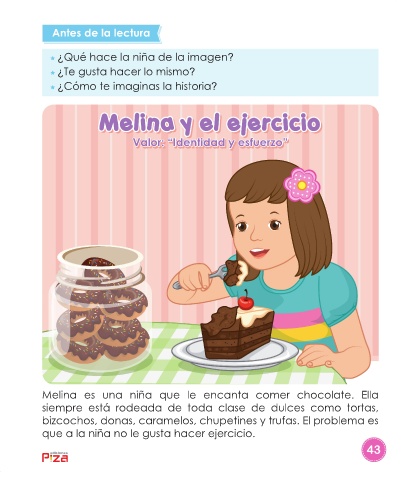 Antes de la lectura
¿Qué hace la niña de la imagen?
¿Te gusta hacer lo mismo?
¿Cómo te imaginas la historia?
Melina y el ejercicio
Valor: "Identidad y esfuerzo"
Melina es una niña que le encanta comer chocolate. Ella
siempre está rodeada de toda clase de dulces como tortas,
bizcochos, donas, caramelos, chupetines y trufas. El problema es
que a la niña no le gusta hacer ejercicio.
43